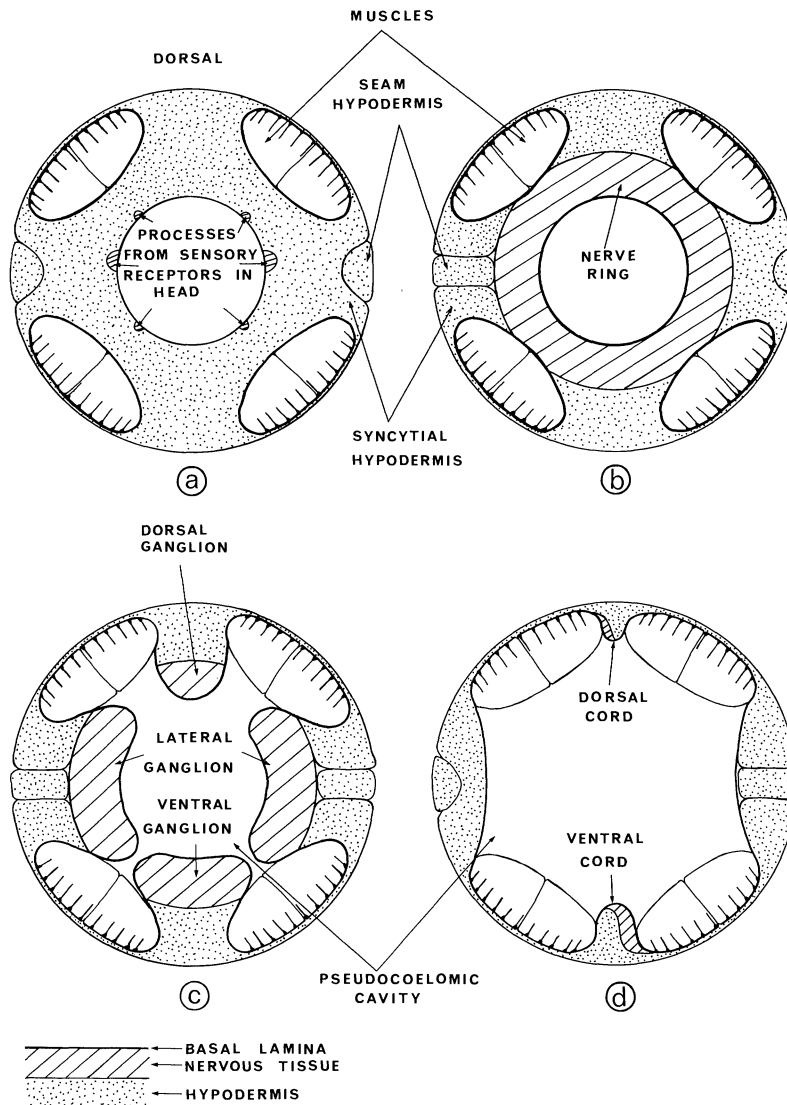 MUSCLES
DORSAL
SEAM
HYPODERMIS
PROCESSES
FROM SENSORY
RECEPTORS IN
HEAD
NERVE
RING
SYNCYTIAL
HYPODERMIS
a
b
DORSAL
GANGLION
DORSAL
CORD
LATERAL
GANGLION
VENTRAL
GANGLION
VENTRAL
CORD
PSEUDOCOELOMIC
CAVITY
c
d
BASAL LAMINA
NERVOUS TISSUE
HYPODERMIS